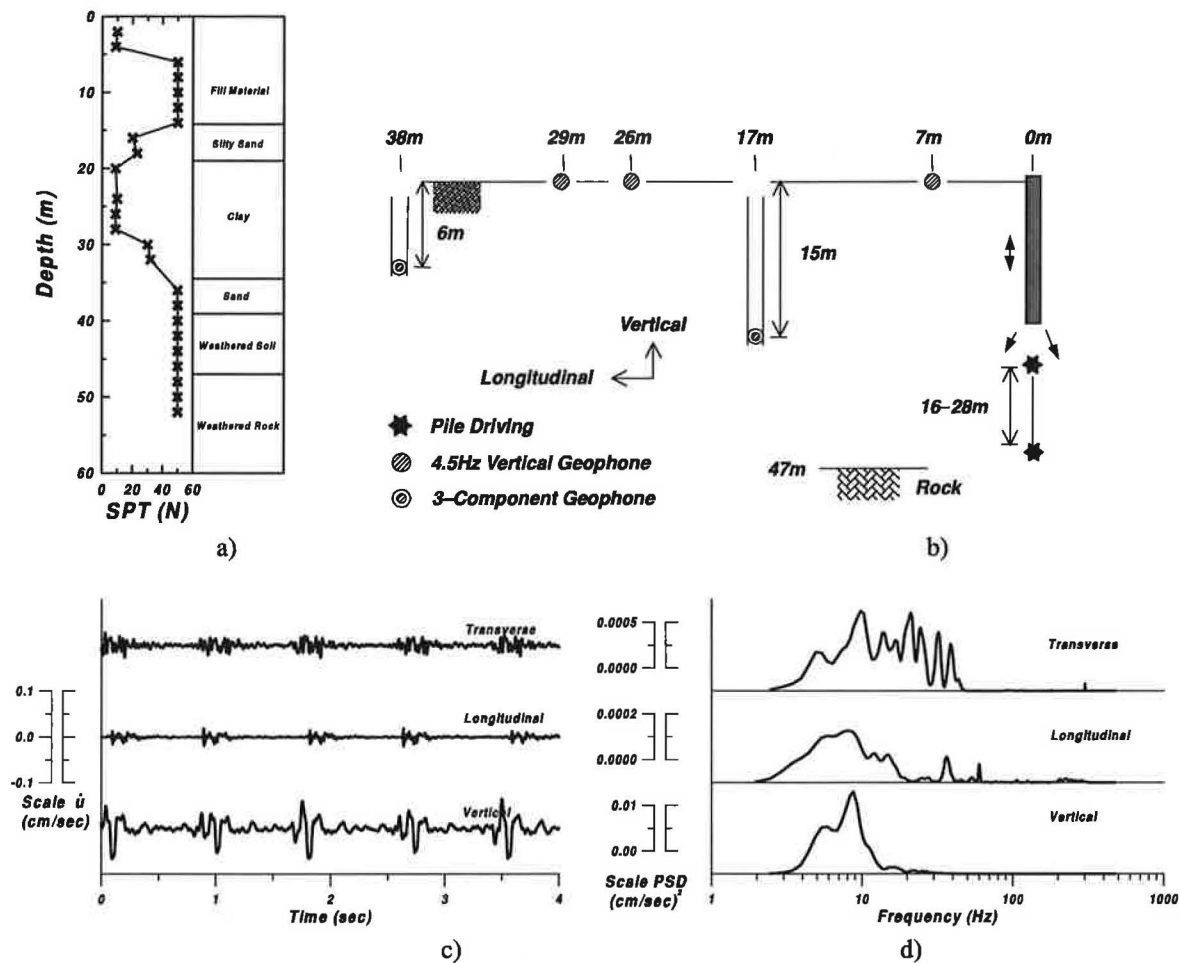 0
10
20
30
40
50
60
Depth (m)
0 20 40 60
SPT (N)
Fill Material
Silty Sand
Clay
Sand
Weathered Soil
Weathered Rock
a)
38m 29m 26m 17m 7m 0m
6m
15m
Vertical
Longitudinal
16–28m
Pile Driving
4.5Hz Vertical Geophone
3–Component Geophone
47m
Rock
b)
Transverse
Longitudinal
Vertical
0.1
0.0
-0.1
Scale u̇
(cm/sec)
0 1 2 3 4
Time (sec)
c)
0.0005
0.0000
0.0002
0.0000
0.01
0.00
Scale PSD
(cm/sec)²
Transverse
Longitudinal
Vertical
1 10 100 1000
Frequency (Hz)
d)